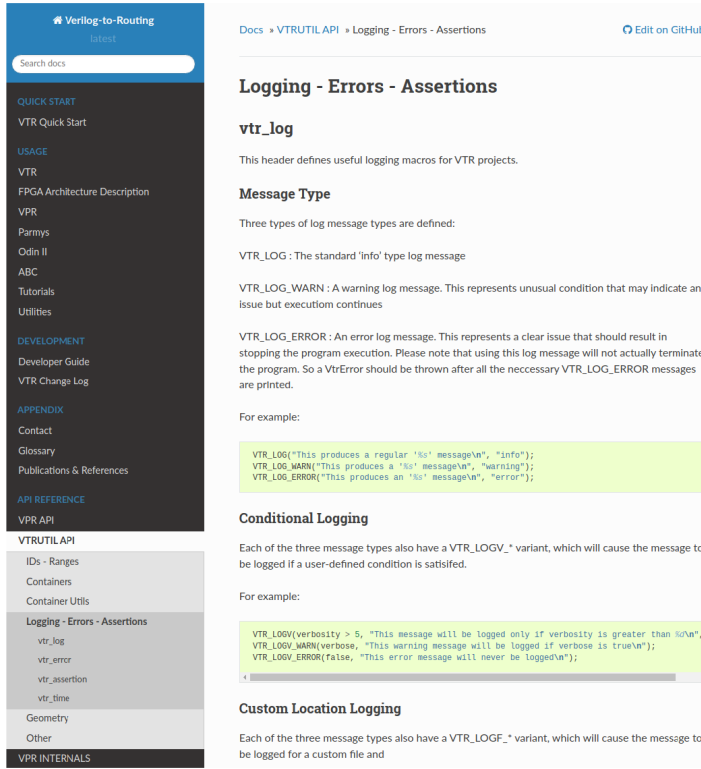 Verilog-to-Routing
latest
Search docs
QUICK START
VTR Quick Start
USAGE
VTR
FPGA Architecture Description
VPR
Parmys
Odin II
ABC
Tutorials
Utilities
DEVELOPMENT
Developer Guide
VTR Change Log
APPENDIX
Contact
Glossary
Publications & References
API REFERENCE
VPR API
VTRUTIL API
IDs - Ranges
Containers
Container Utils
Logging - Errors - Assertions
vtr_log
vtr_error
vtr_assertion
vtr_time
Geometry
Other
VPR INTERNALS
Docs » VTRUTIL API » Logging - Errors - Assertions
Edit on GitHub
Logging - Errors - Assertions
vtr_log
This header defines useful logging macros for VTR projects.
Message Type
Three types of log message types are defined:
VTR_LOG : The standard ‘info’ type log message
VTR_LOG_WARN : A warning log message. This represents unusual condition that may indicate an
issue but executiom continues
VTR_LOG_ERROR : An error log message. This represents a clear issue that should result in
stopping the program execution. Please note that using this log message will not actually terminate
the program. So a VtrError should be thrown after all the neccessary VTR_LOG_ERROR messages
are printed.
For example:
VTR_LOG("This produces a regular '%s' message\n", "info");
VTR_LOG_WARN("This produces a '%s' message\n", "warning");
VTR_LOG_ERROR("This produces an '%s' message\n", "error");
Conditional Logging
Each of the three message types also have a VTR_LOGV_* variant, which will cause the message to
be logged if a user-defined condition is satisifed.
For example:
VTR_LOGV(verbosity > 5, "This message will be logged only if verbosity is greater than %d\n",
VTR_LOGV_WARN(verbose, "This warning message will be logged if verbose is true\n");
VTR_LOGV_ERROR(false, "This error message will never be logged\n");
Custom Location Logging
Each of the three message types also have a VTR_LOGF_* variant, which will cause the message to
be logged for a custom file and